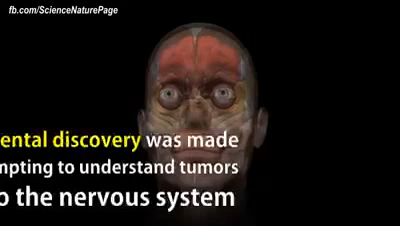 fb.com/ScienceNaturePage
ental discovery was made
mpting to understand tumors
o the nervous system